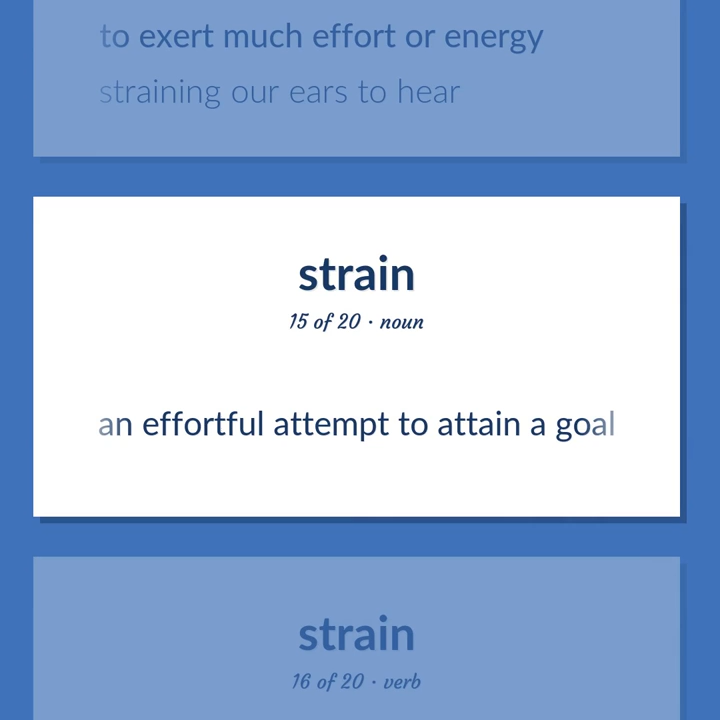 to exert much effort or energy
straining our ears to hear
strain
15 of 20 · noun
an effortful attempt to attain a goal
strain
16 of 20 · verb